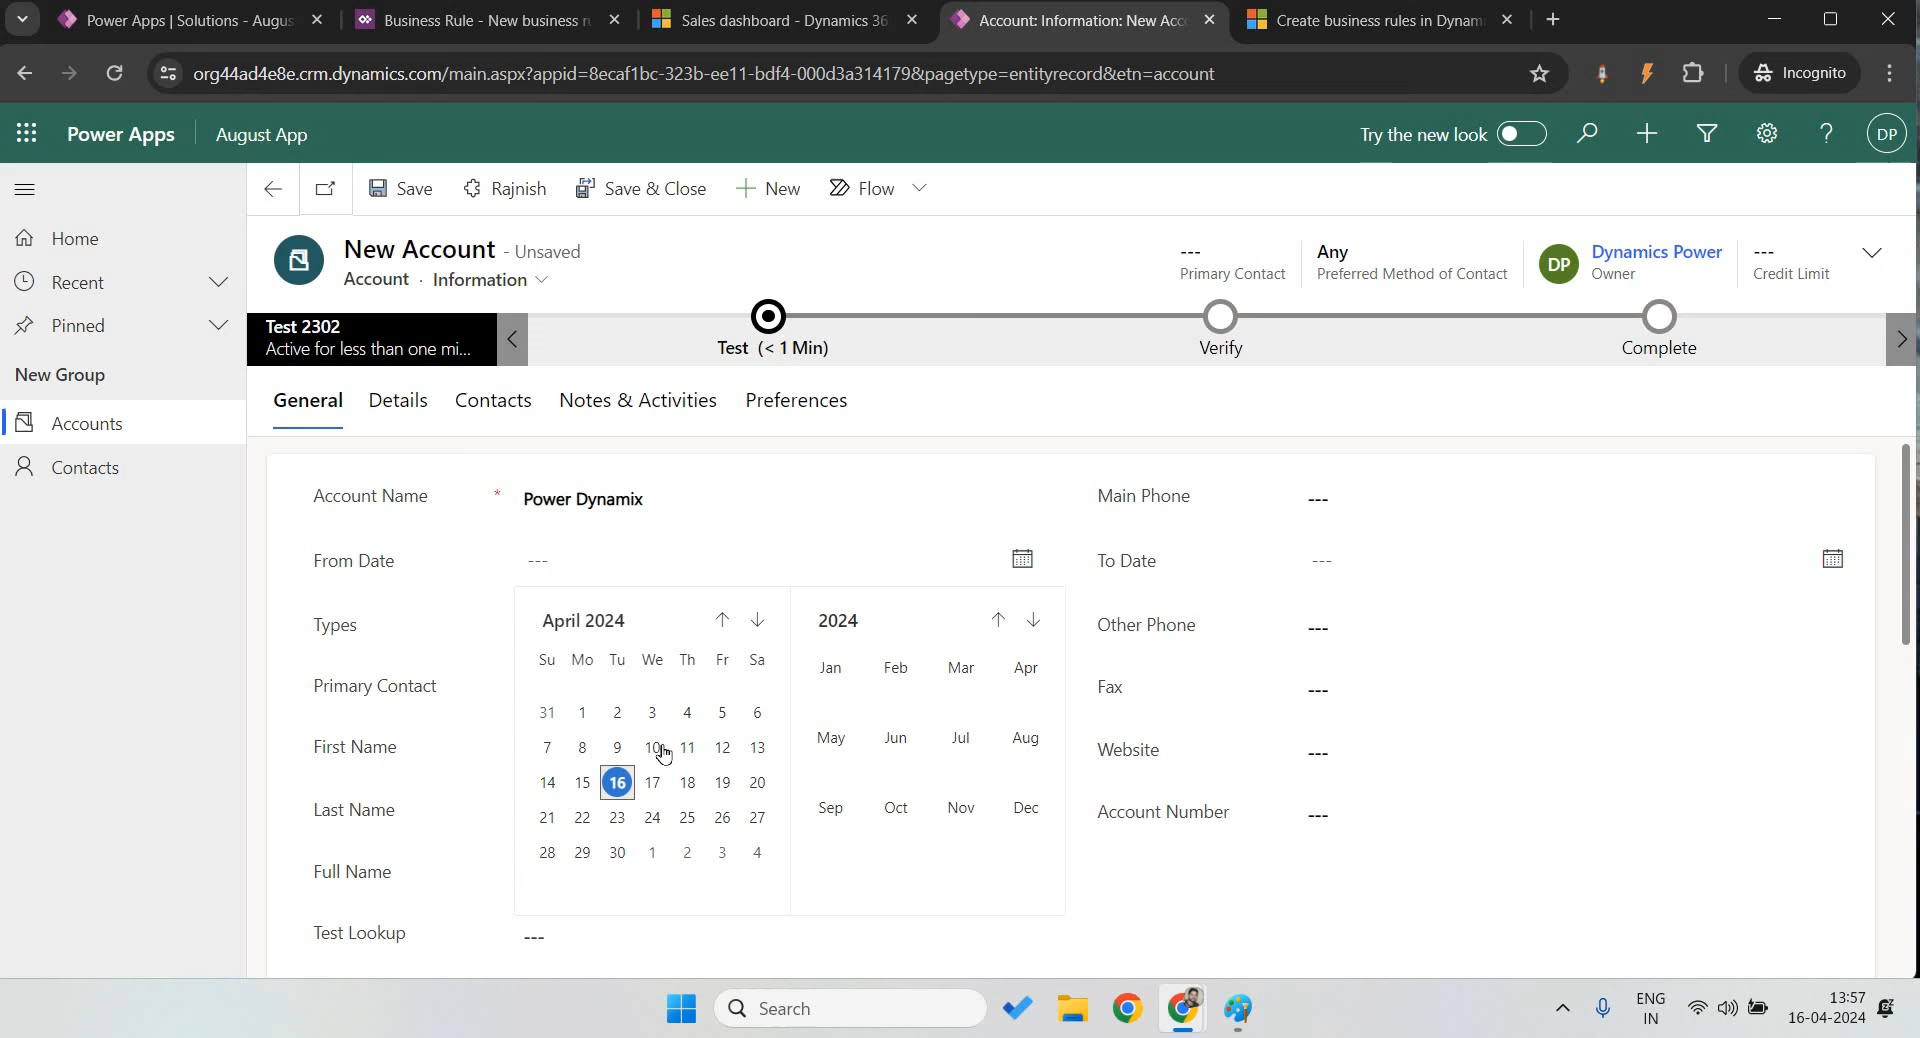 Power Apps | Solutions - Augus
Business Rule - New business r
Sales dashboard - Dynamics 36
Account: Information: New Acc
Create business rules in Dynam
org44ad4e8e.crm.dynamics.com/main.aspx?appid=8ecaf1bc-323b-ee11-bdf4-000d3a314179&pagetype=entityrecord&etn=account
Incognito
Power Apps
August App
Try the new look
?
DP
Save
Rajnish
Save & Close
New
Flow
Home
Recent
Pinned
New Group
Accounts
Contacts
New Account - Unsaved
Account · Information
---
Primary Contact
Any
Preferred Method of Contact
DP
Dynamics Power
Owner
---
Credit Limit
Test 2302
Active for less than one mi...
Test (< 1 Min)
Verify
Complete
General Details Contacts Notes & Activities Preferences
Account Name * Power Dynamix
Main Phone ---
From Date ---
To Date ---
Types
Other Phone ---
Primary Contact
Fax ---
First Name
Website ---
Last Name
Account Number ---
Full Name
Test Lookup ---
April 2024
Su Mo Tu We Th Fr Sa
31 1 2 3 4 5 6
7 8 9 10 11 12 13
14 15 16 17 18 19 20
21 22 23 24 25 26 27
28 29 30 1 2 3 4
2024
Jan Feb Mar Apr
May Jun Jul Aug
Sep Oct Nov Dec
Search
ENG
IN
13:57
16-04-2024